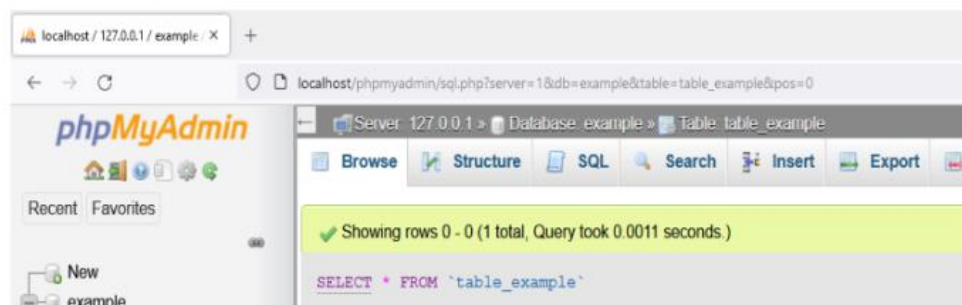 localhost / 127.0.0.1 / example /
localhost/phpmyadmin/sql.php?server=1&db=example&table=table_example&pos=0
phpMyAdmin
Server: 127.0.0.1 » Database: example » Table: table_example
Browse Structure SQL Search Insert Export
Recent Favorites
Showing rows 0 - 0 (1 total, Query took 0.0011 seconds.)
New
SELECT * FROM `table_example`
example